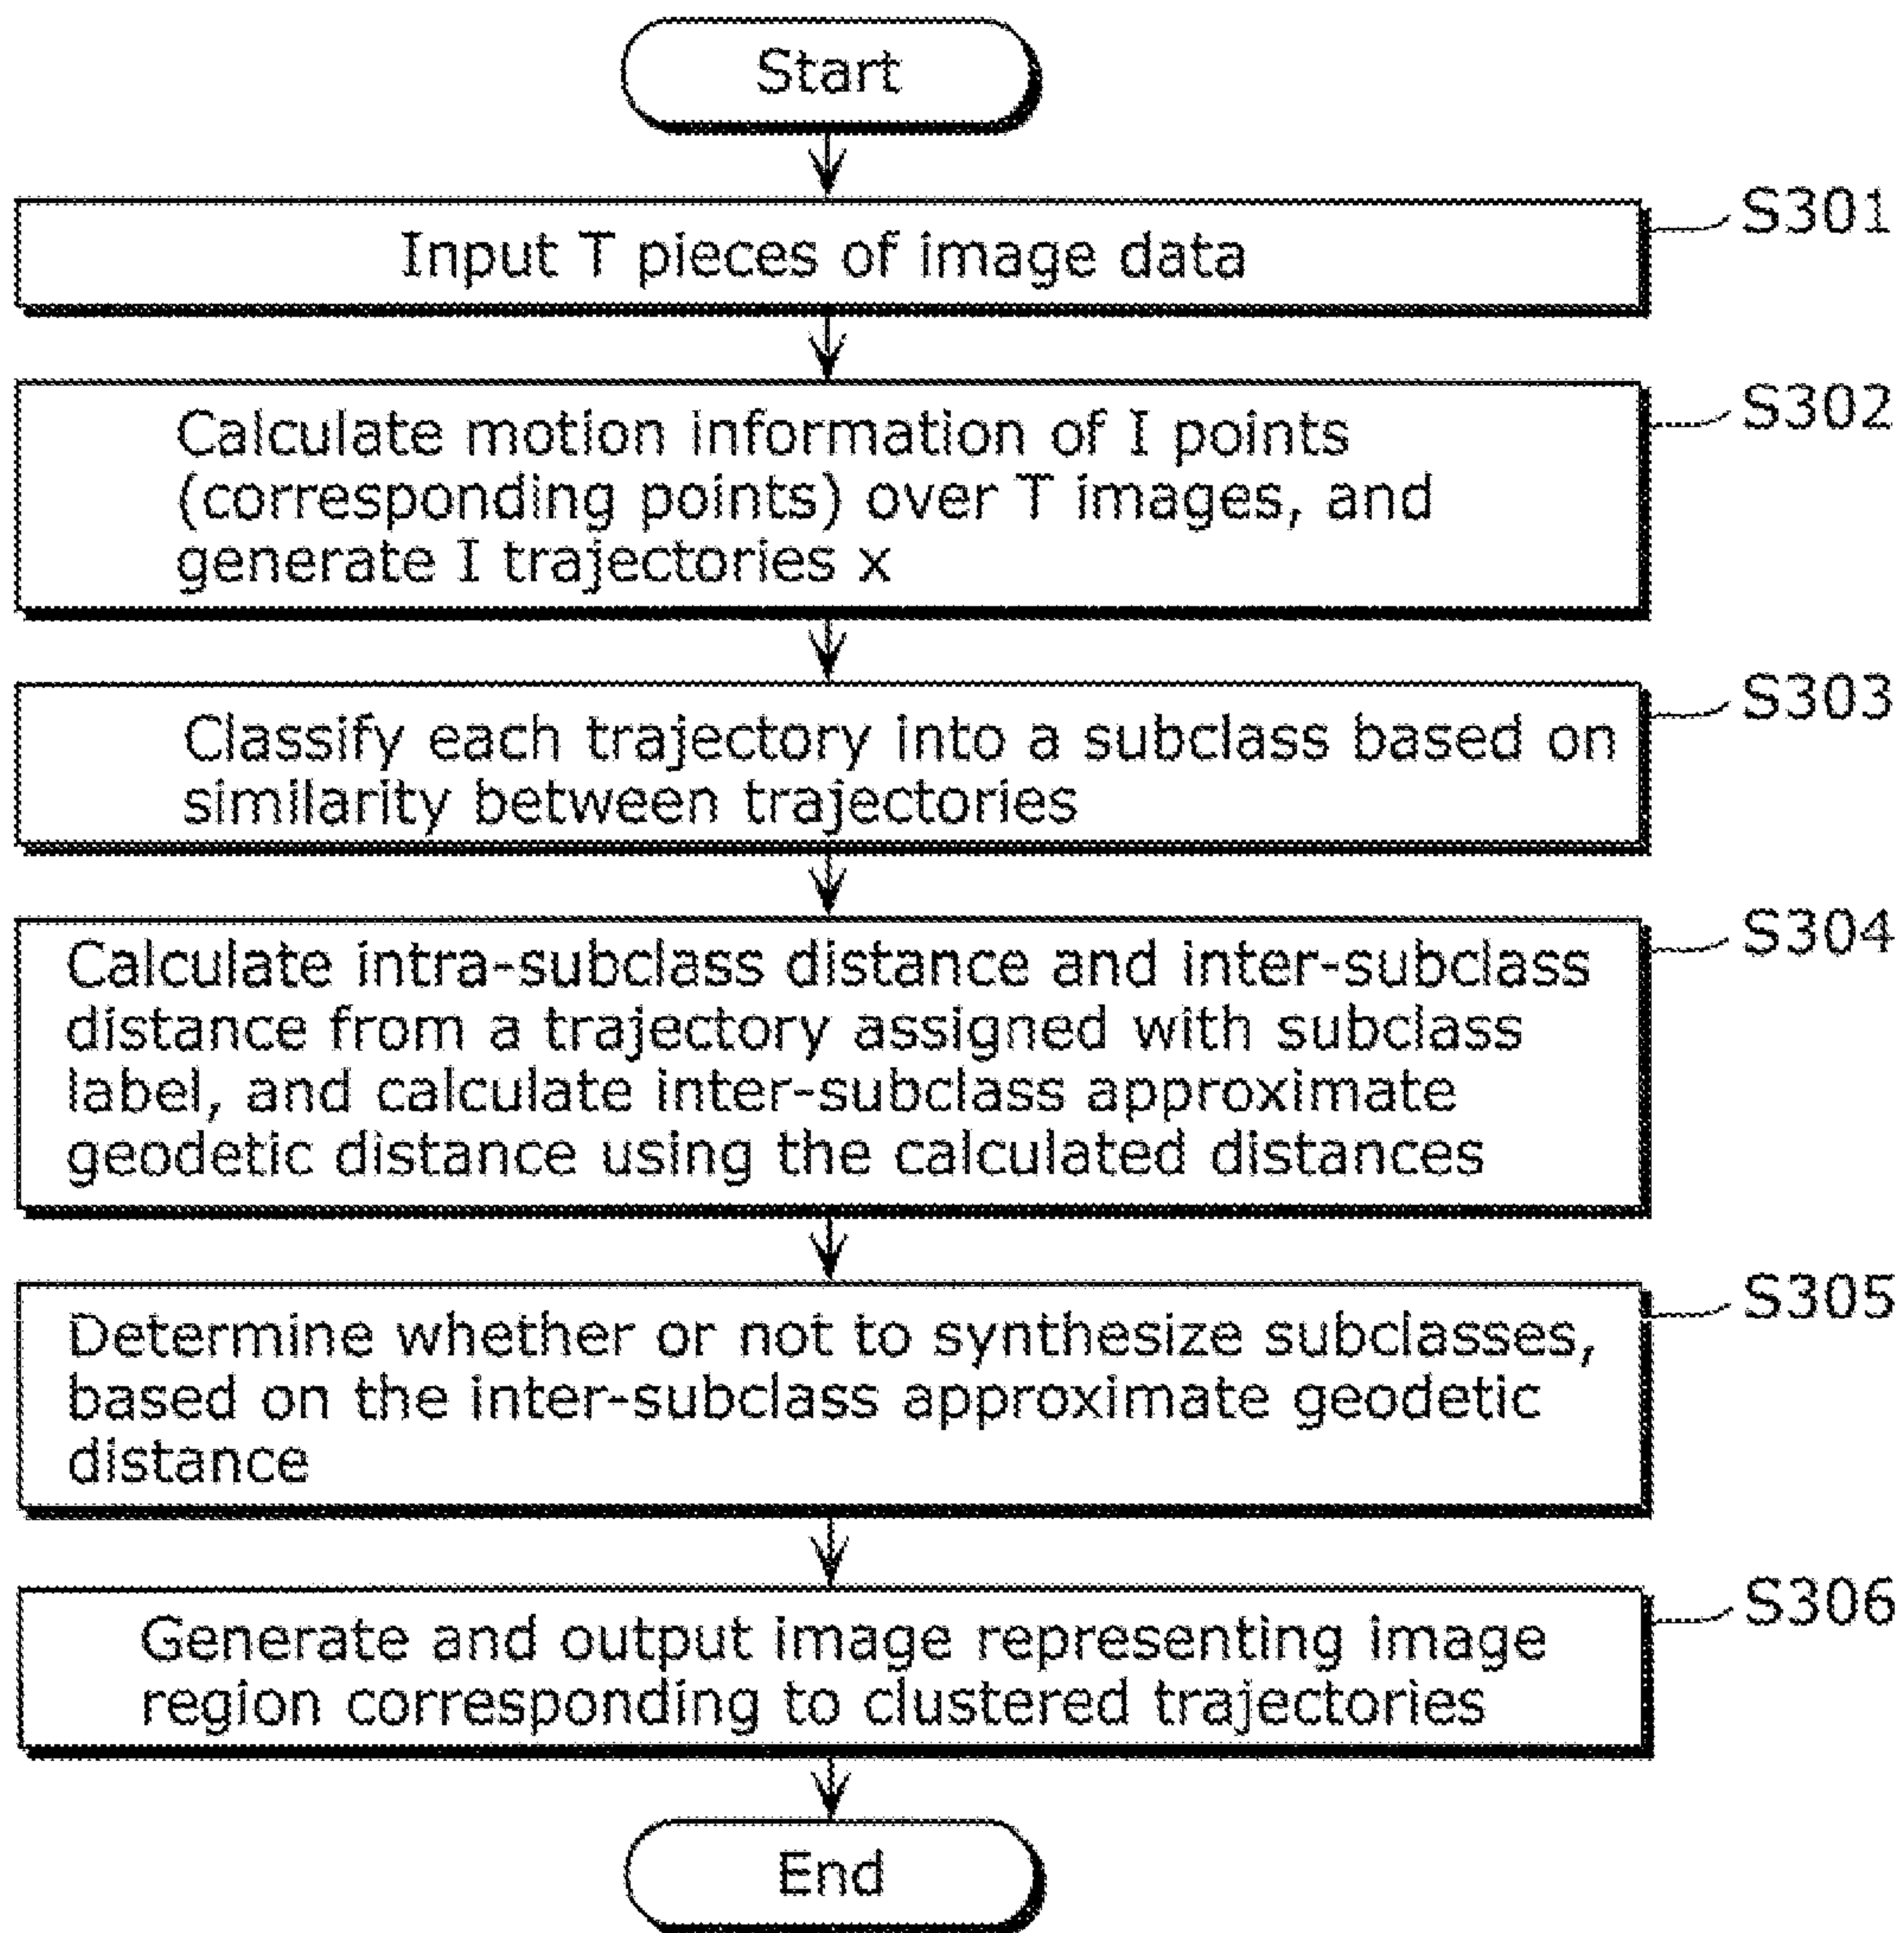 Start
S301
Input T pieces of image data
S302
Calculate motion information of I points
(corresponding points) over T images, and
generate I trajectories x
S303
Classify each trajectory into a subclass based on
similarity between trajectories
S304
Calculate intra-subclass distance and inter-subclass
distance from a trajectory assigned with subclass
label, and calculate inter-subclass approximate
geodetic distance using the calculated distances
S305
Determine whether or not to synthesize subclasses,
based on the inter-subclass approximate geodetic
distance
S306
Generate and output image representing image
region corresponding to clustered trajectories
End